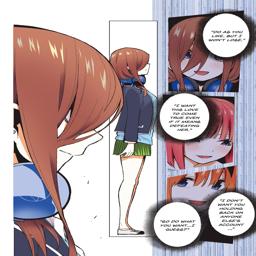 "DO AS YOU
LIKE, BUT I
WON'T LOSE."
"I WANT
THIS LOVE TO
COME
TRUE EVEN
IF IT MEANS
DEFEATING
HER."
"I DON'T
WANT YOU
HOLDING
BACK ON
ANYONE
ELSE'S
ACCOUNT
...!"
"GO DO WHAT
YOU WANT...I
GUESS?"